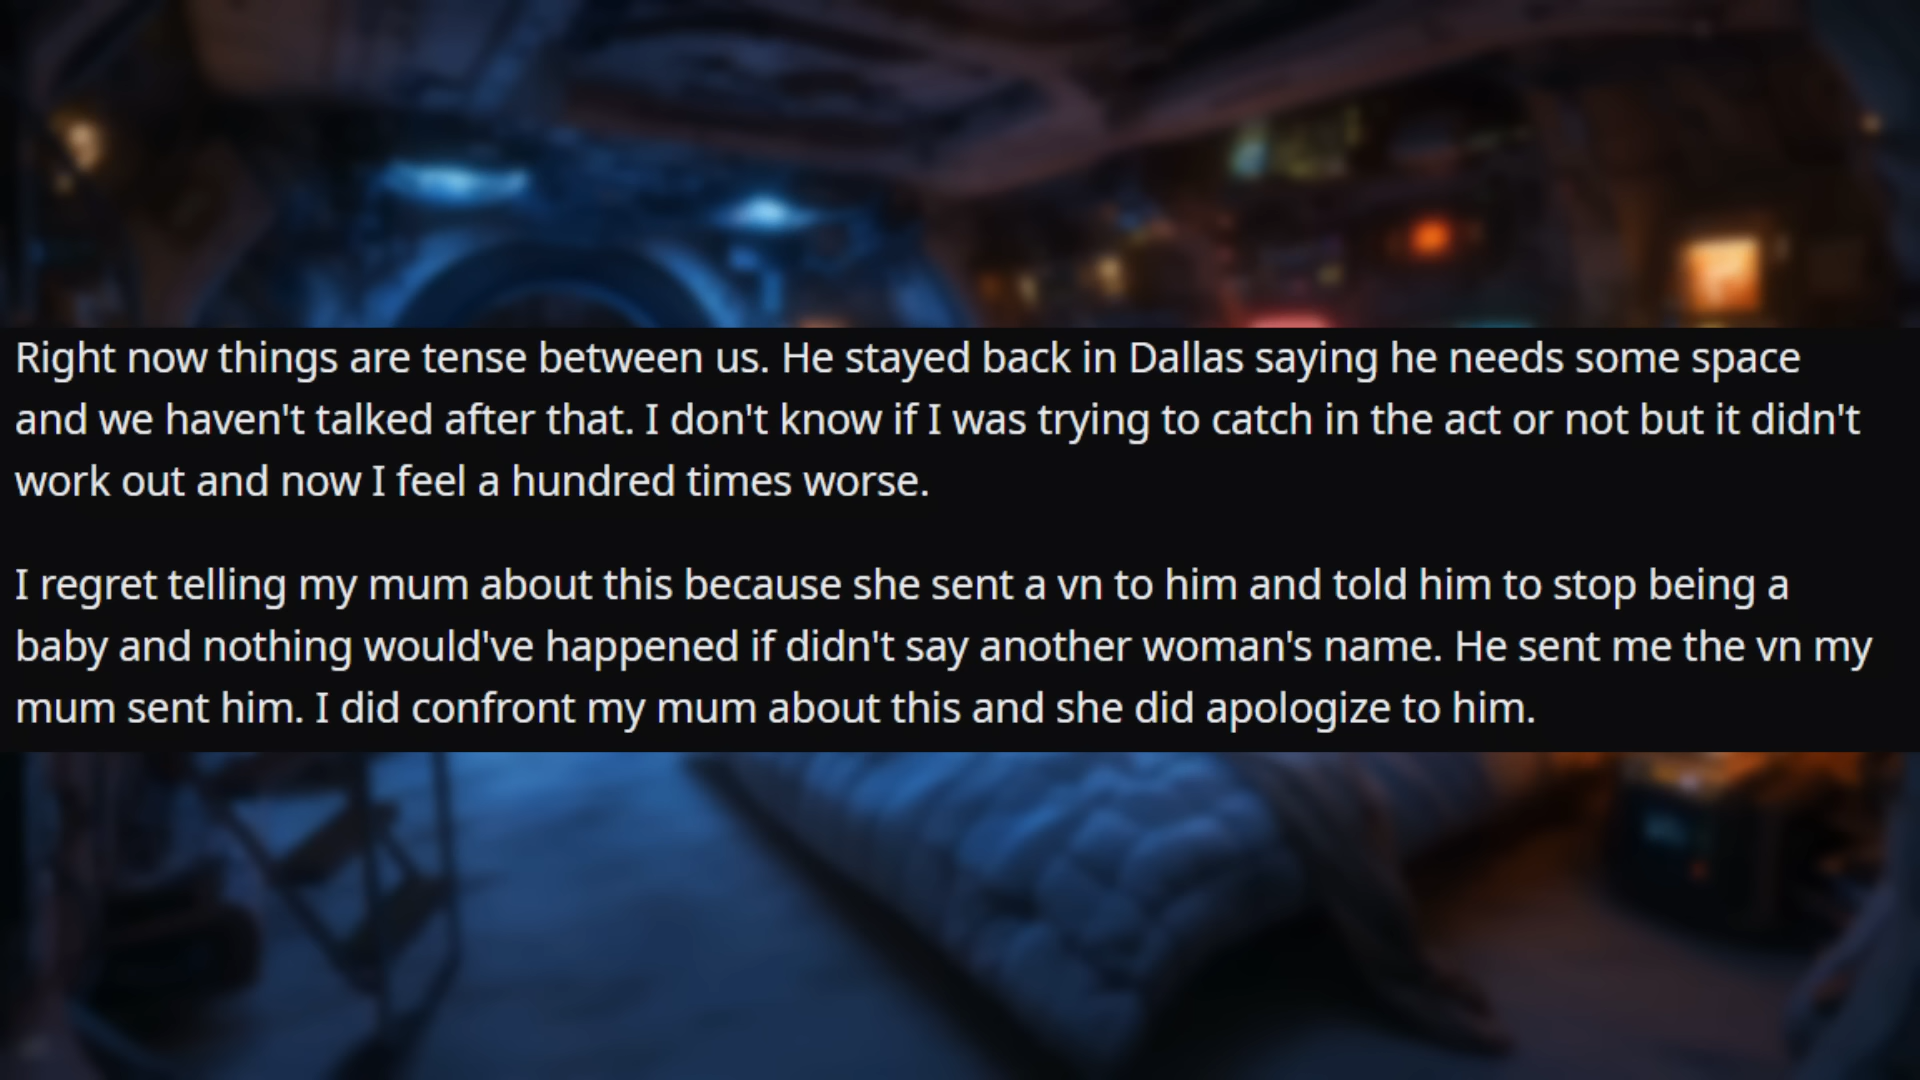 Right now things are tense between us. He stayed back in Dallas saying he needs some space
and we haven't talked after that. I don't know if I was trying to catch in the act or not but it didn't
work out and now I feel a hundred times worse.
I regret telling my mum about this because she sent a vn to him and told him to stop being a
baby and nothing would've happened if didn't say another woman's name. He sent me the vn my
mum sent him. I did confront my mum about this and she did apologize to him.